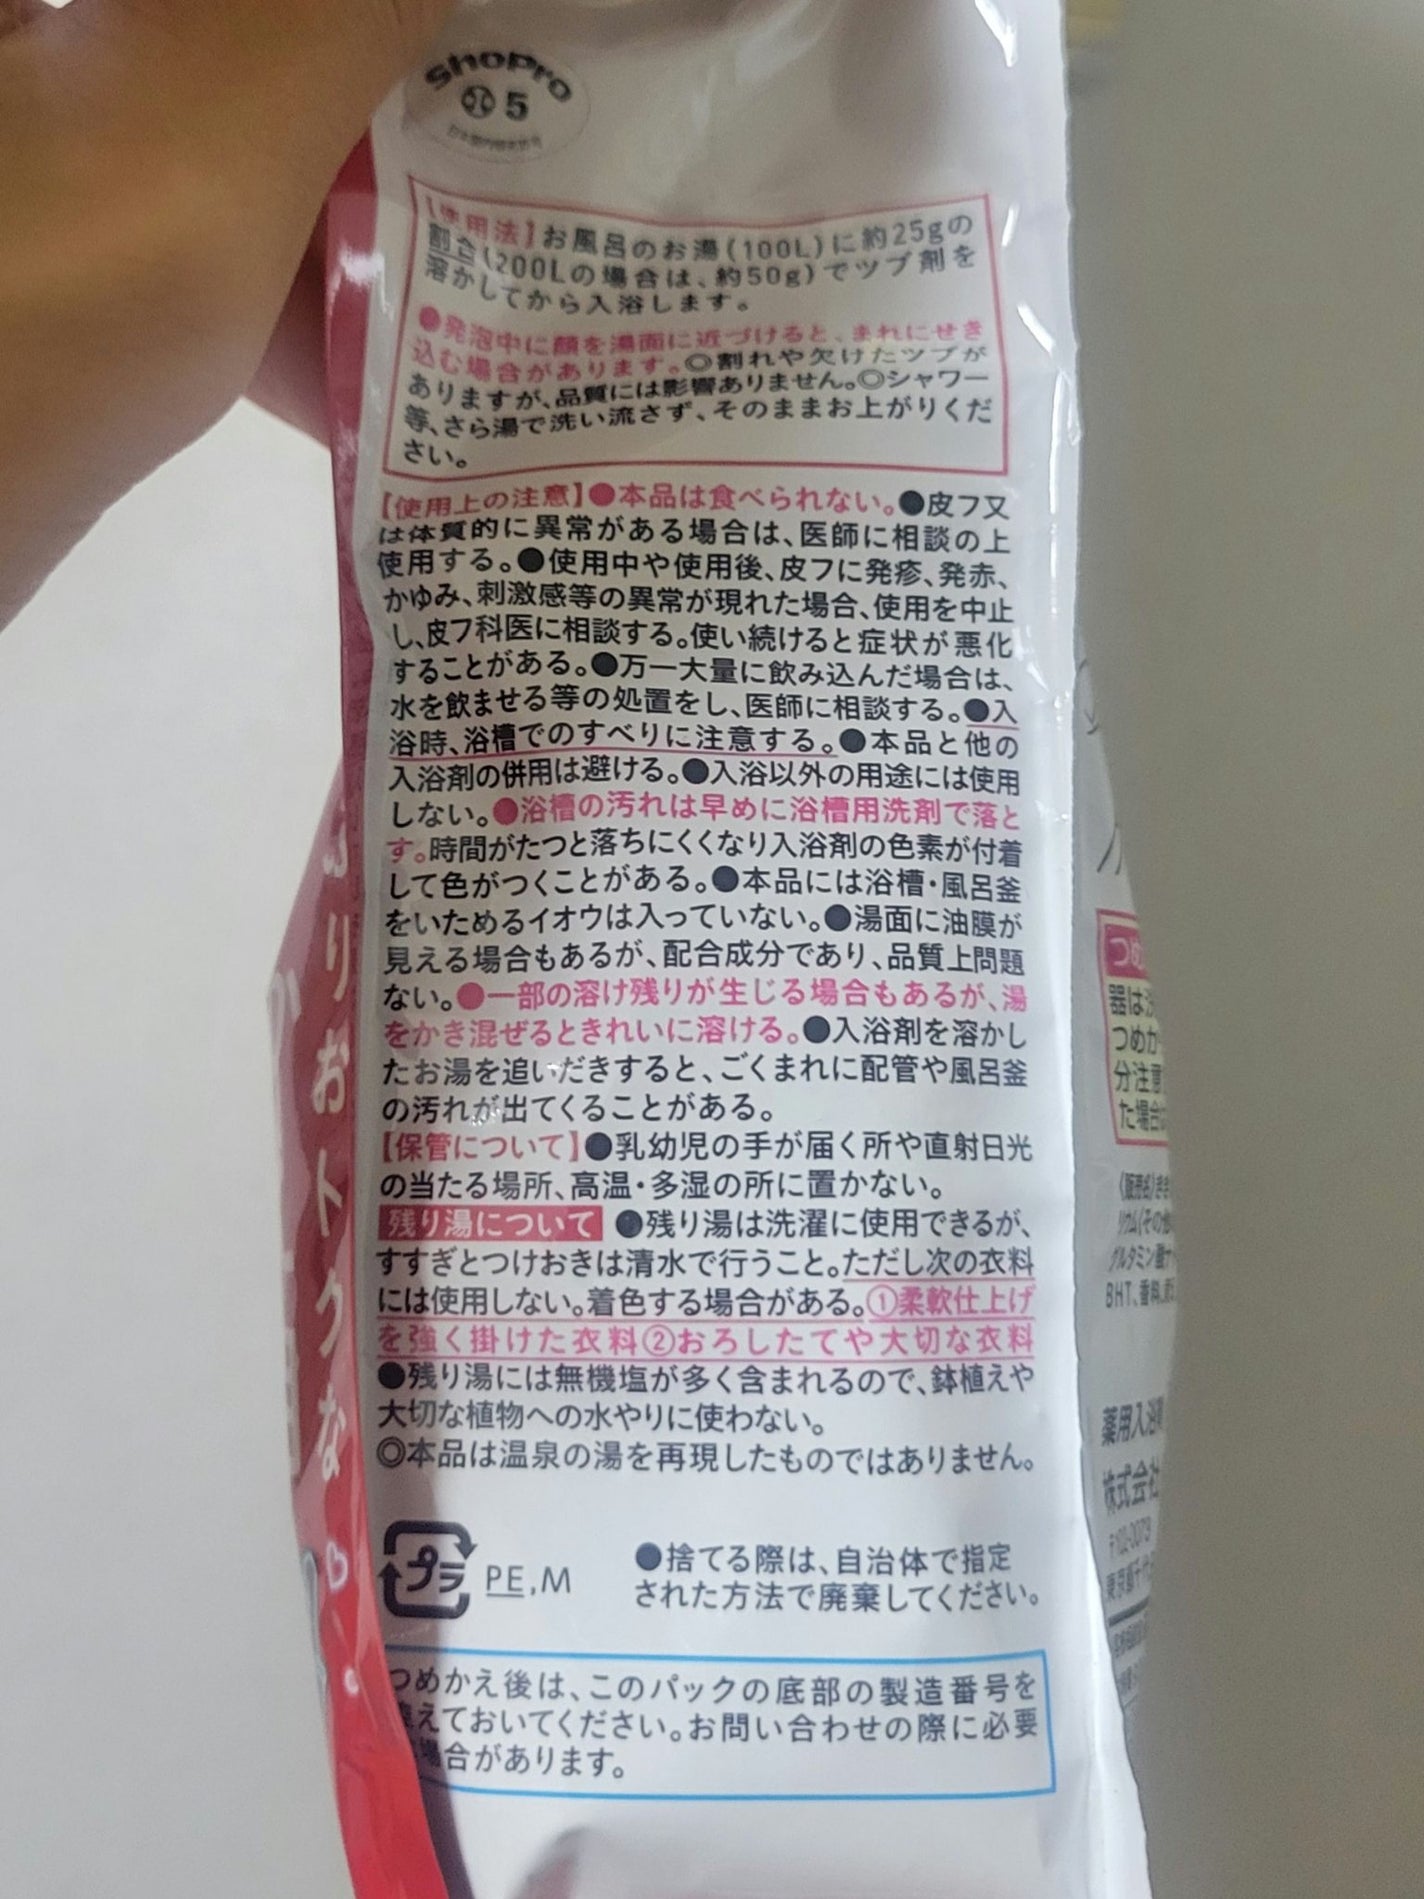 ShoPro
5
【使用法】お風呂のお湯(100L)に約25gの
割合(200Lの場合は、約50g)でツブ剤を
溶かしてから入浴します。
●発泡中に顔を湯面に近づけると、まれにせき
込む場合があります。◎割れや欠けたツブが
ありますが、品質には影響ありません。◎シャワー
等、さら湯で洗い流さず、そのままお上がりくだ
さい。
【使用上の注意】●本品は食べられない。●皮フ又
は体質的に異常がある場合は、医師に相談の上
使用する。●使用中や使用後、皮フに発疹、発赤、
かゆみ、刺激感等の異常が現れた場合、使用を中止
し、皮フ科医に相談する。使い続けると症状が悪化
することがある。●万一大量に飲み込んだ場合は、
水を飲ませる等の処置をし、医師に相談する。●入
浴時、浴槽でのすべりに注意する。●本品と他の
入浴剤の併用は避ける。●入浴以外の用途には使用
しない。●浴槽の汚れは早めに浴槽用洗剤で落と
す。時間がたつと落ちにくくなり入浴剤の色素が付着
して色がつくことがある。●本品には浴槽・風呂釜
をいためるイオウは入っていない。●湯面に油膜が
見える場合もあるが、配合成分であり、品質上問題
ない。●一部の溶け残りが生じる場合もあるが、湯
をかき混ぜるときれいに溶ける。●入浴剤を溶かし
たお湯を追いだきすると、ごくまれに配管や風呂釜
の汚れが出てくることがある。
【保管について】●乳幼児の手が届く所や直射日光
の当たる場所、高温・多湿の所に置かない。
残り湯について ●残り湯は洗濯に使用できるが、
すすぎとつけおきは清水で行うこと。ただし次の衣料
には使用しない。着色する場合がある。①柔軟仕上げ
を強く掛けた衣料②おろしたてや大切な衣料
●残り湯には無機塩が多く含まれるので、鉢植えや
大切な植物への水やりに使わない。
◎本品は温泉の湯を再現したものではありません。
プラ PE,M
●捨てる際は、自治体で指定
された方法で廃棄してください。
つめかえ後は、このパックの底部の製造番号を
えておいてください。お問い合わせの際に必要
場合があります。
りおトクな
つめ
器は
つめか
分注意
た場合
グルタミン酸
BHT、香料
薬用入浴
株式会社
〒102-0073